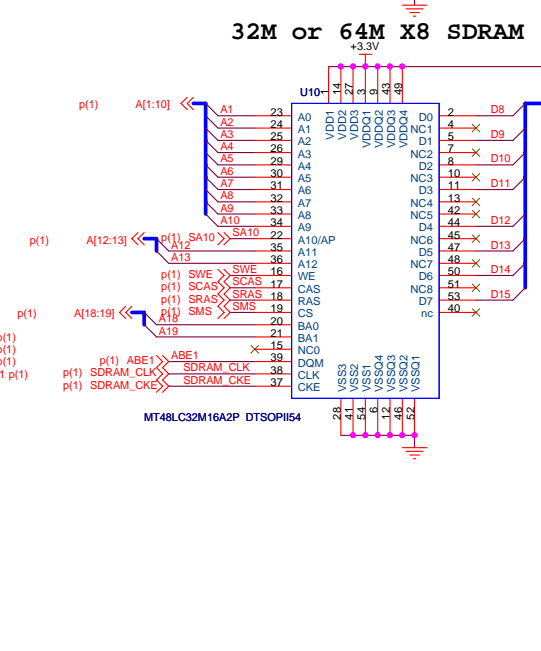 32M or 64M X8 SDRAM
+3.3V
U10
1 14 27 3 9 43 49
VDD1 VDD2 VDD3 VDDQ1 VDDQ2 VDDQ3 VDDQ4
p(1) A[1:10]
A1 23 A0 D0 2 D8
A2 24 A1 NC1 4
A3 25 A2 D1 5 D9
A4 26 A3 NC2 7
A5 29 A4 D2 8 D10
A6 30 A5 NC3 10
A7 31 A6 D3 11 D11
A8 32 A7 NC4 13
A9 33 A8 NC5 42
A10 34 A9 D4 44 D12
p(1) SA10 SA10 22 A10/AP NC6 45
p(1) A[12:13]
A12 35 A11 D5 47 D13
A13 36 A12 NC7 48
p(1) SWE SWE 16 WE D6 50 D14
p(1) SCAS SCAS 17 CAS NC8 51
p(1) SRAS SRAS 18 RAS D7 53 D15
p(1) SMS SMS 19 CS nc 40
p(1) A[18:19]
A18 20 BA0
A19 21 BA1
p(1)
15 NC0
p(1)
p(1) ABE1 ABE1 39 DQM
p(1)
p(1) SDRAM_CLK SDRAM_CLK 38 CLK
1 p(1)
p(1) SDRAM_CKE SDRAM_CKE 37 CKE
VSS3 VSS2 VSS1 VSSQ4 VSSQ3 VSSQ2 VSSQ1
28 41 54 6 12 46 52
MT48LC32M16A2P DTSOPII54